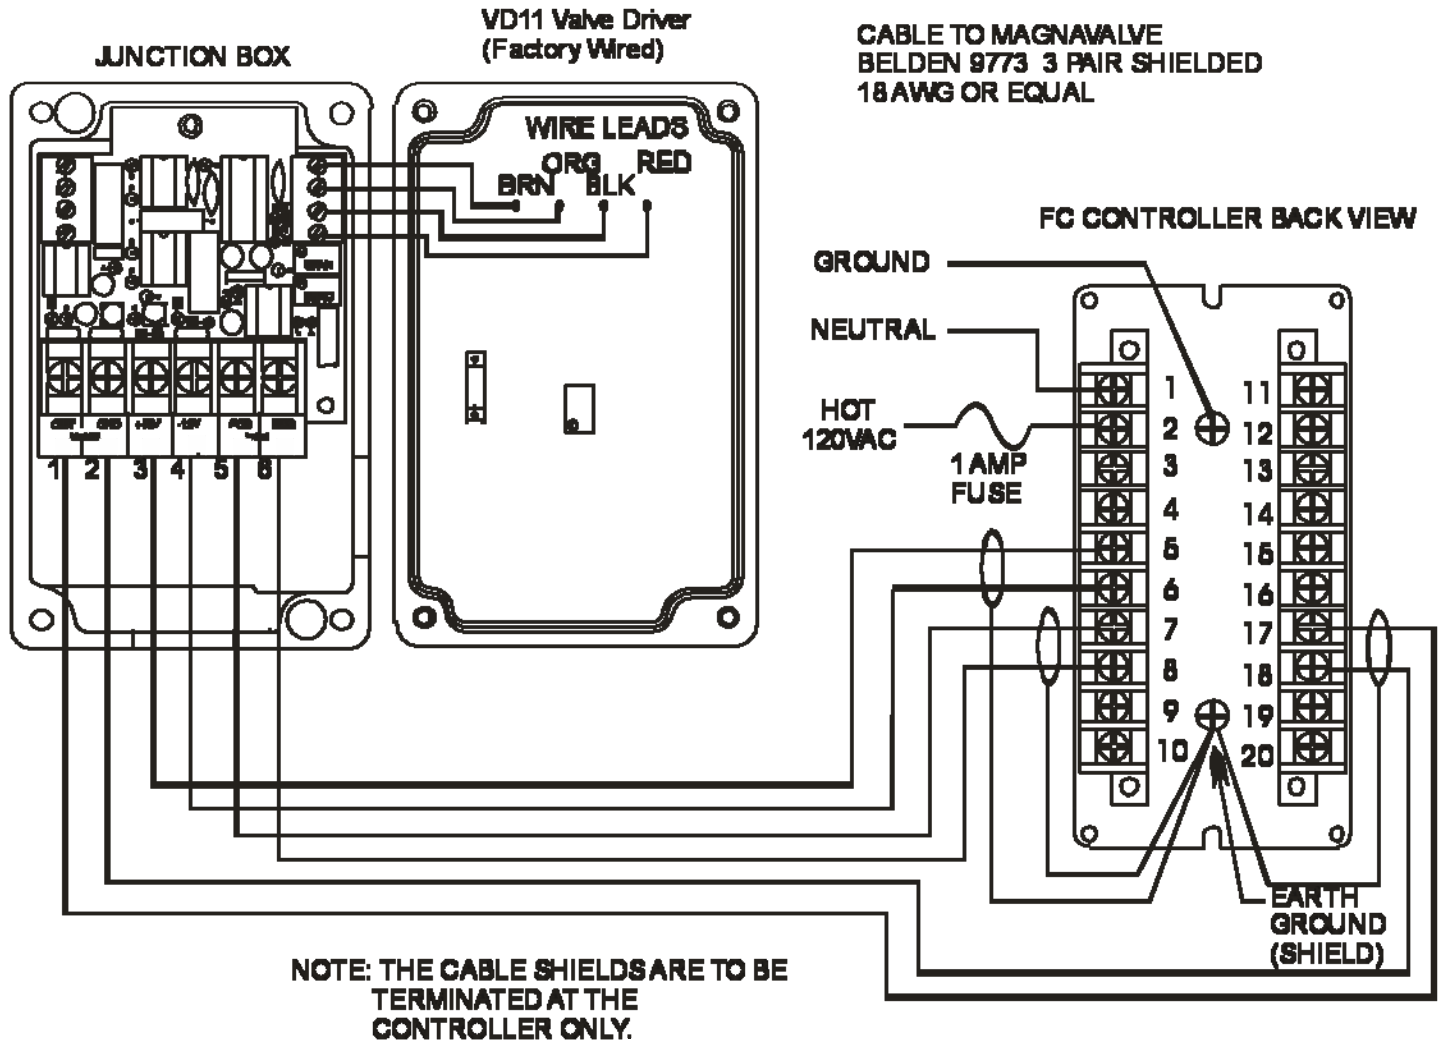 VD11 Valve Driver
(Factory Wired)
JUNCTION BOX
CABLE TO MAGNAVALVE
BELDEN 9773 3 PAIR SHIELDED
18 AWG OR EQUAL
WIRE LEADS
ORG RED
BRN BLK
FC CONTROLLER BACK VIEW
GROUND
NEUTRAL
HOT
120VAC
1 AMP
FUSE
1 11
2 12
3 13
4 14
5 15
6 16
7 17
8 18
9 19
10 20
1 2 3 4 5 6
EARTH
GROUND
(SHIELD)
NOTE: THE CABLE SHIELDS ARE TO BE
TERMINATED AT THE
CONTROLLER ONLY.